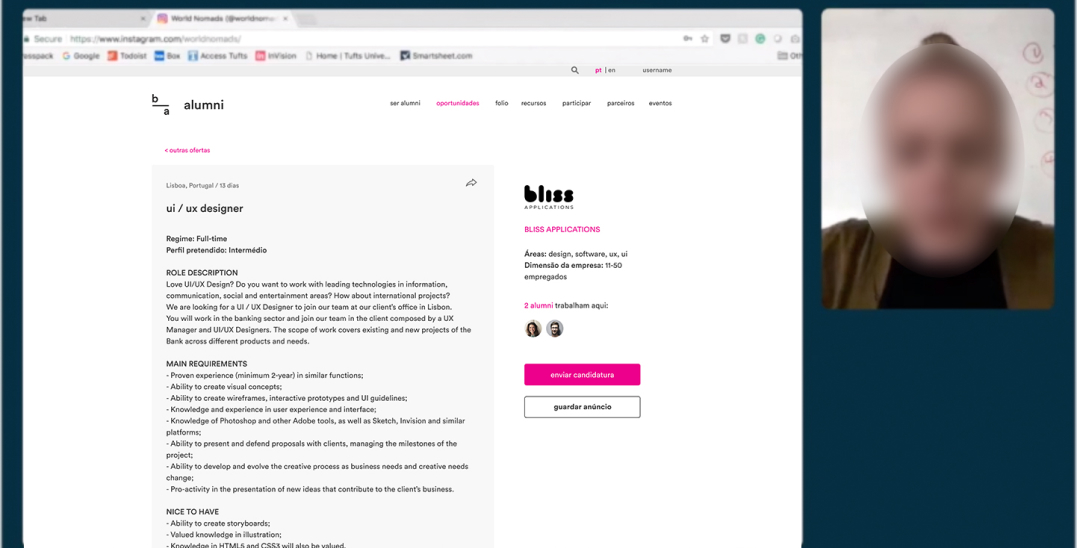 ew Tab
World Nomads (@worldnom
Secure
https://www.instagram.com/worldnomads/
esspack
Google
Todoist
Box
Access Tufts
InVision
Home | Tufts Unive...
Smartsheet.com
Ot
pt | en
username
b
a
alumni
ser alumni
oportunidades
folio
recursos
participar
parceiros
eventos
< outras ofertas
Lisboa, Portugal / 13 dias
ui / ux designer
Regime: Full-time
Perfil pretendido: Intermédio
ROLE DESCRIPTION
Love UI/UX Design? Do you want to work with leading technologies in information,
communication, social and entertainment areas? How about international projects?
We are looking for a UI / UX Designer to join our team at our client's office in Lisbon.
You will work in the banking sector and join our team in the client composed by a UX
Manager and UI/UX Designers. The scope of work covers existing and new projects of the
Bank across different products and needs.
MAIN REQUIREMENTS
- Proven experience (minimum 2-year) in similar functions;
- Ability to create visual concepts;
- Ability to create wireframes, interactive prototypes and UI guidelines;
- Knowledge and experience in user experience and interface;
- Knowledge of Photoshop and other Adobe tools, as well as Sketch, Invision and similar
platforms;
- Ability to present and defend proposals with clients, managing the milestones of the
project;
- Ability to develop and evolve the creative process as business needs and creative needs
change;
- Pro-activity in the presentation of new ideas that contribute to the client's business.
NICE TO HAVE
- Ability to create storyboards;
- Valued knowledge in illustration;
- Knowledge in HTML5 and CSS3 will also be valued.
bliss
APPLICATIONS
BLISS APPLICATIONS
Áreas: design, software, ux, ui
Dimensão da empresa: 11-50
empregados
2 alumni trabalham aqui:
enviar candidatura
guardar anúncio